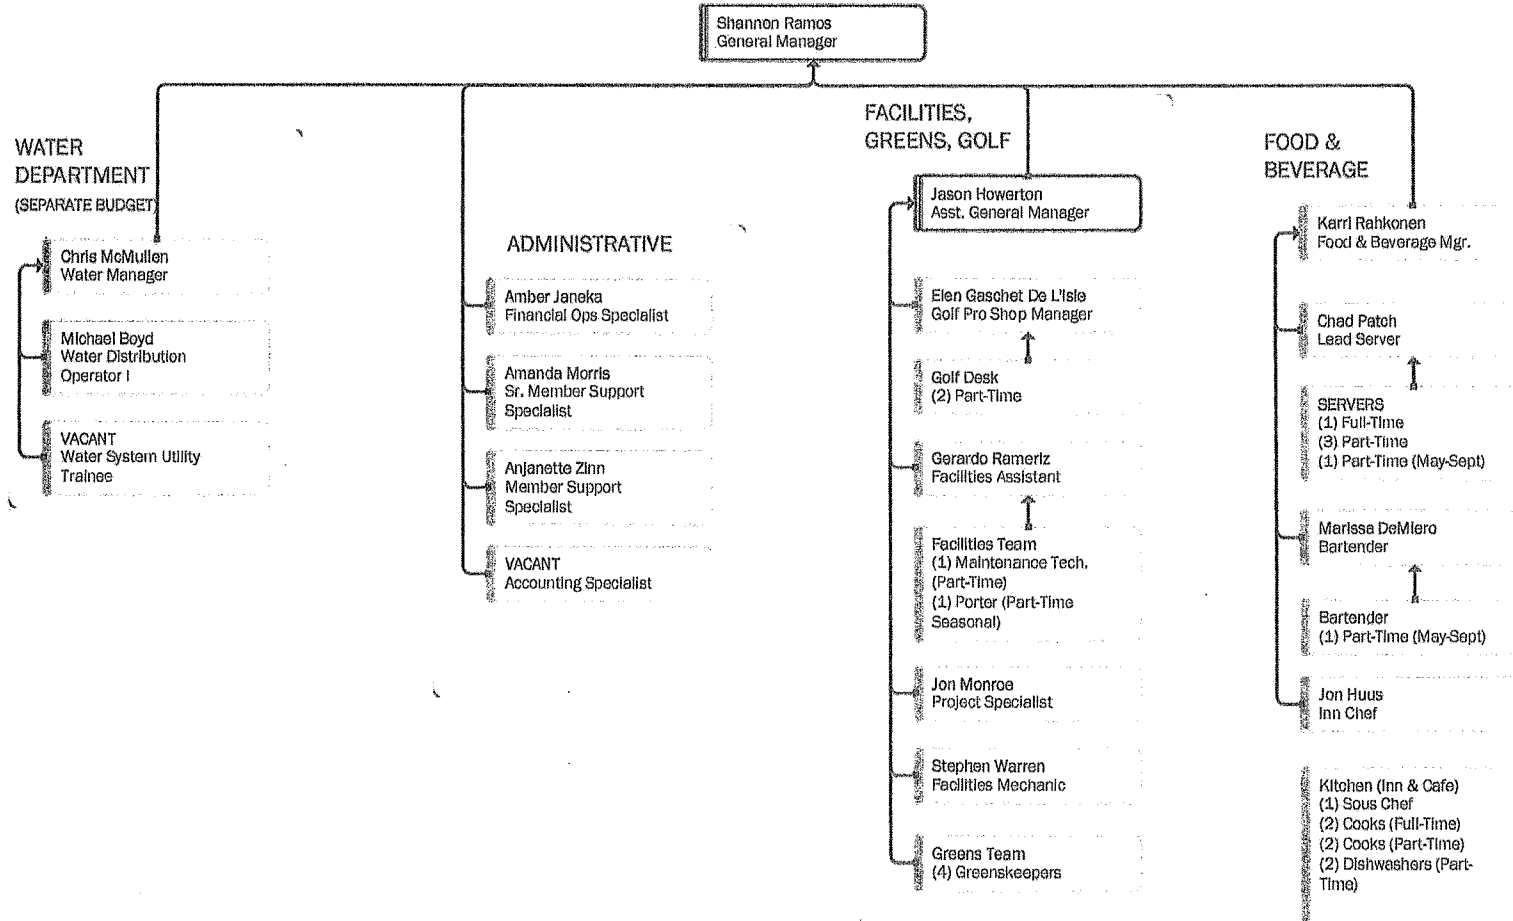 Shannon Ramos
General Manager
WATER
DEPARTMENT
(SEPARATE BUDGET)
Chris McMullen
Water Manager
Michael Boyd
Water Distribution
Operator I
VACANT
Water System Utility
Trainee
ADMINISTRATIVE
Amber Janeka
Financial Ops Specialist
Amanda Morris
Sr. Member Support
Specialist
Anjanette Zinn
Member Support
Specialist
VACANT
Accounting Specialist
FACILITIES,
GREENS, GOLF
Jason Howerton
Asst. General Manager
Elen Gaschet De L'Isle
Golf Pro Shop Manager
Golf Desk
(2) Part-Time
Gerardo Rameriz
Facilities Assistant
Facilities Team
(1) Maintenance Tech.
(Part-Time)
(1) Porter (Part-Time
Seasonal)
Jon Monroe
Project Specialist
Stephen Warren
Facilities Mechanic
Greens Team
(4) Greenskeepers
FOOD &
BEVERAGE
Karri Rahkonen
Food & Beverage Mgr.
Chad Patch
Lead Server
SERVERS
(1) Full-Time
(3) Part-Time
(1) Part-Time (May-Sept)
Marissa DeMiero
Bartender
Bartender
(1) Part-Time (May-Sept)
Jon Huus
Inn Chef
Kitchen (Inn & Cafe)
(1) Sous Chef
(2) Cooks (Full-Time)
(2) Cooks (Part-Time)
(2) Dishwashers (Part-
Time)